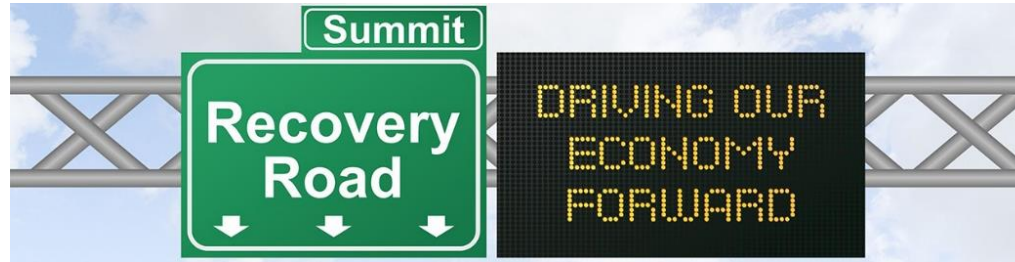 Summit
Recovery
Road
DRIVING OUR
ECONOMY
FORWARD